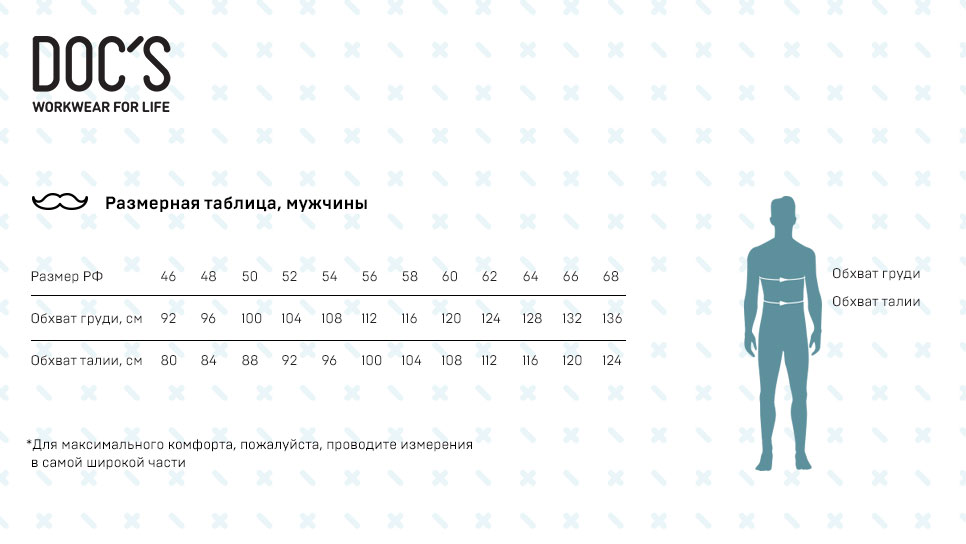 DOC'S
WORKWEAR FOR LIFE
Размерная таблица, мужчины
Размер РФ 46 48 50 52 54 56 58 60 62 64 66 68
Обхват груди, см 92 96 100 104 108 112 116 120 124 128 132 136
Обхват талии, см 80 84 88 92 96 100 104 108 112 116 120 124
Обхват груди
Обхват талии
*Для максимального комфорта, пожалуйста, проводите измерения
в самой широкой части